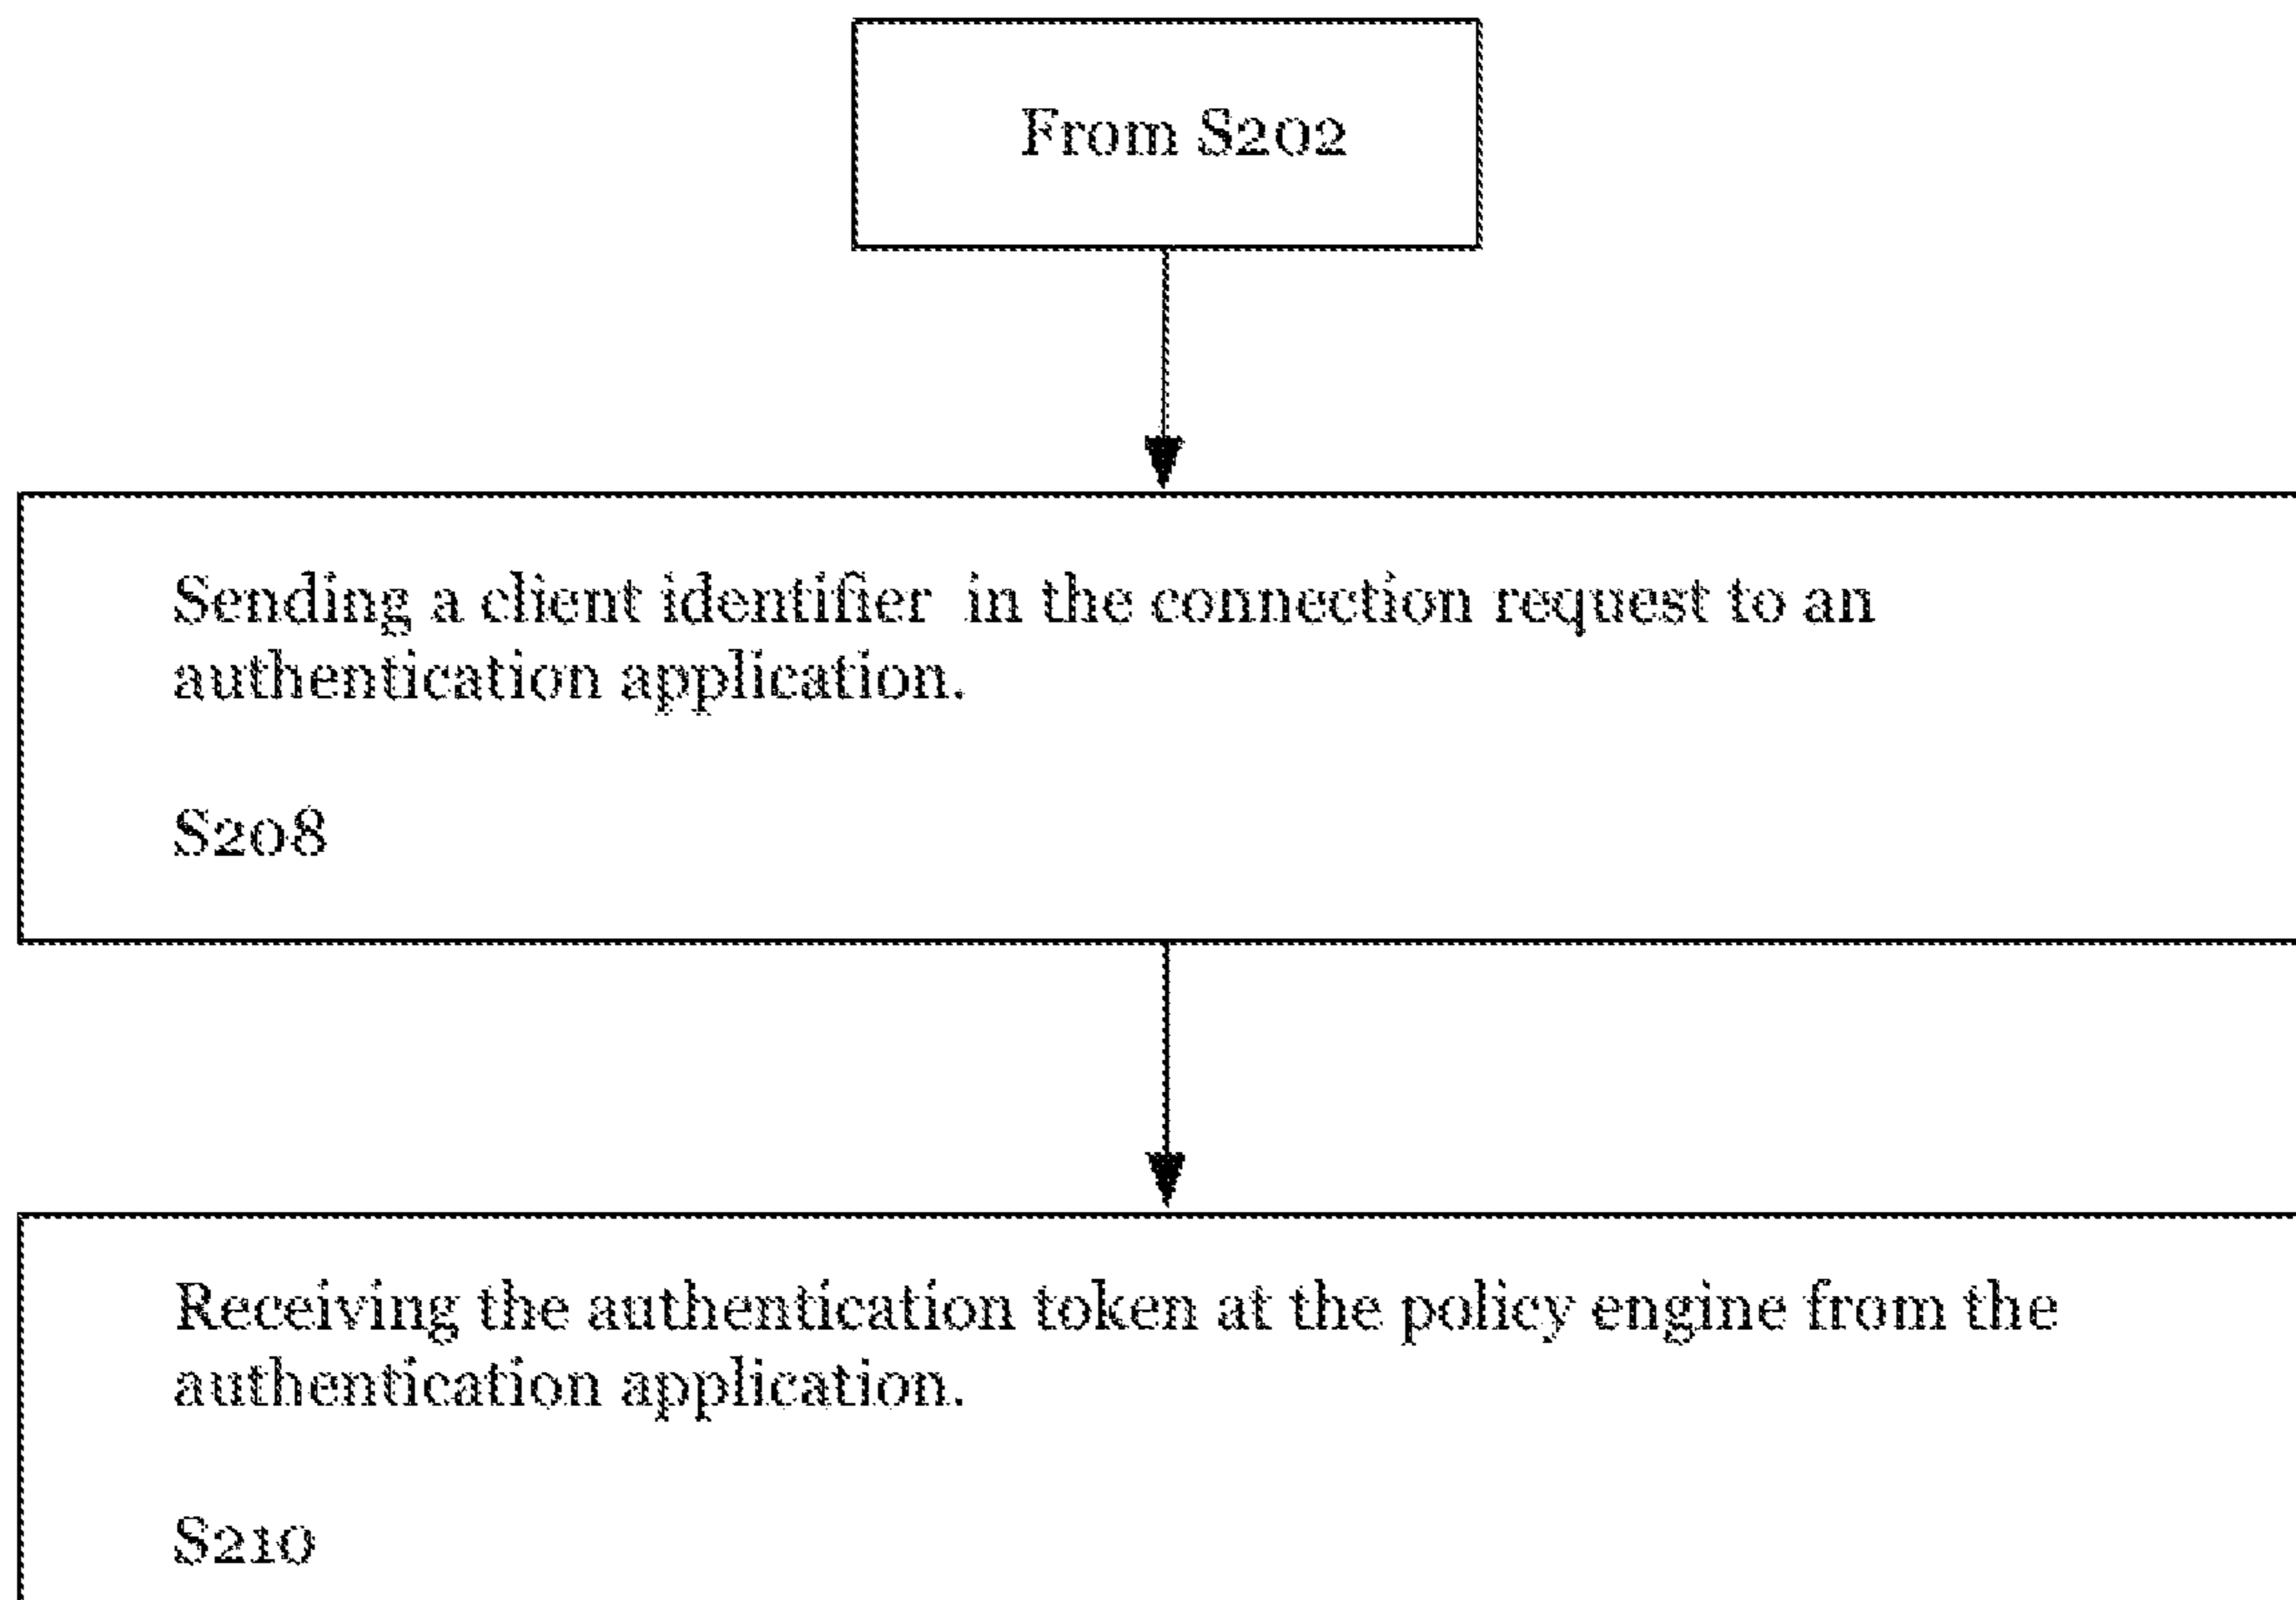 From S202
Sending a client identifier in the connection request to an
authentication application.
S208
Receiving the authentication token at the policy engine from the
authentication application.
S210